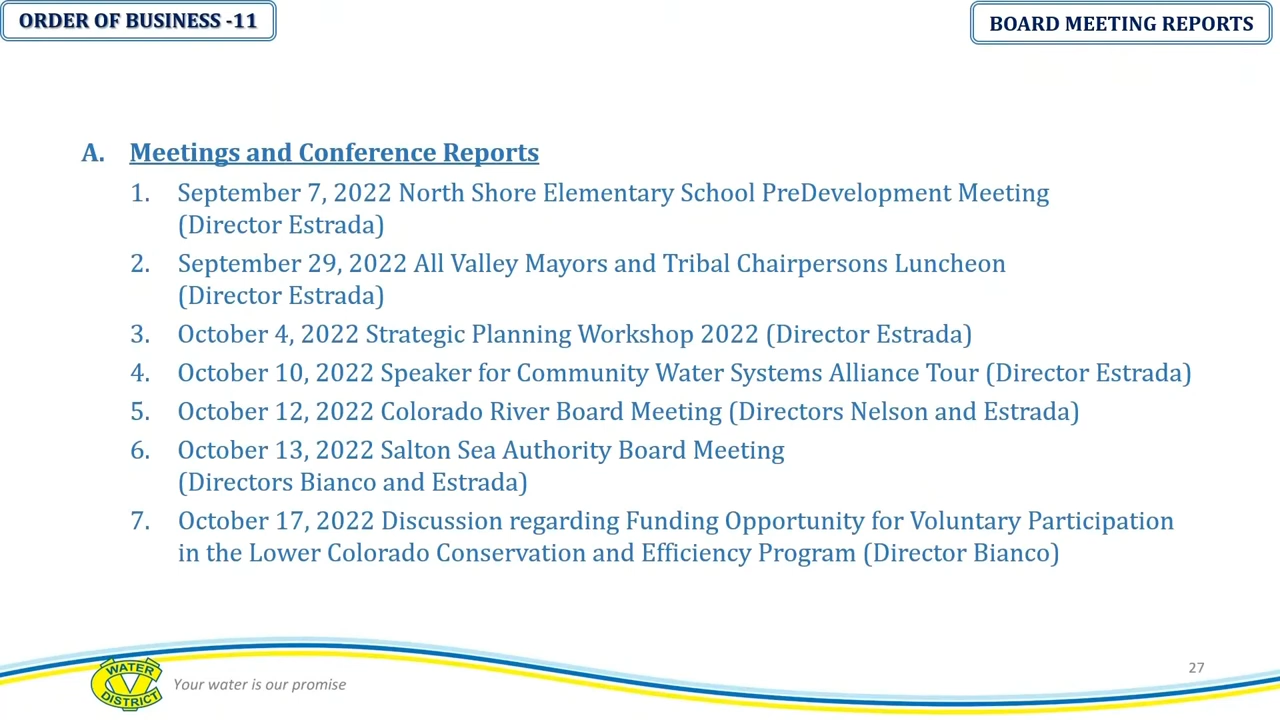 ORDER OF BUSINESS -11
BOARD MEETING REPORTS
A. Meetings and Conference Reports
1. September 7, 2022 North Shore Elementary School PreDevelopment Meeting
(Director Estrada)
2. September 29, 2022 All Valley Mayors and Tribal Chairpersons Luncheon
(Director Estrada)
3. October 4, 2022 Strategic Planning Workshop 2022 (Director Estrada)
4. October 10, 2022 Speaker for Community Water Systems Alliance Tour (Director Estrada)
5. October 12, 2022 Colorado River Board Meeting (Directors Nelson and Estrada)
6. October 13, 2022 Salton Sea Authority Board Meeting
(Directors Bianco and Estrada)
7. October 17, 2022 Discussion regarding Funding Opportunity for Voluntary Participation
in the Lower Colorado Conservation and Efficiency Program (Director Bianco)
27
WATER
DISTRICT
Your water is our promise